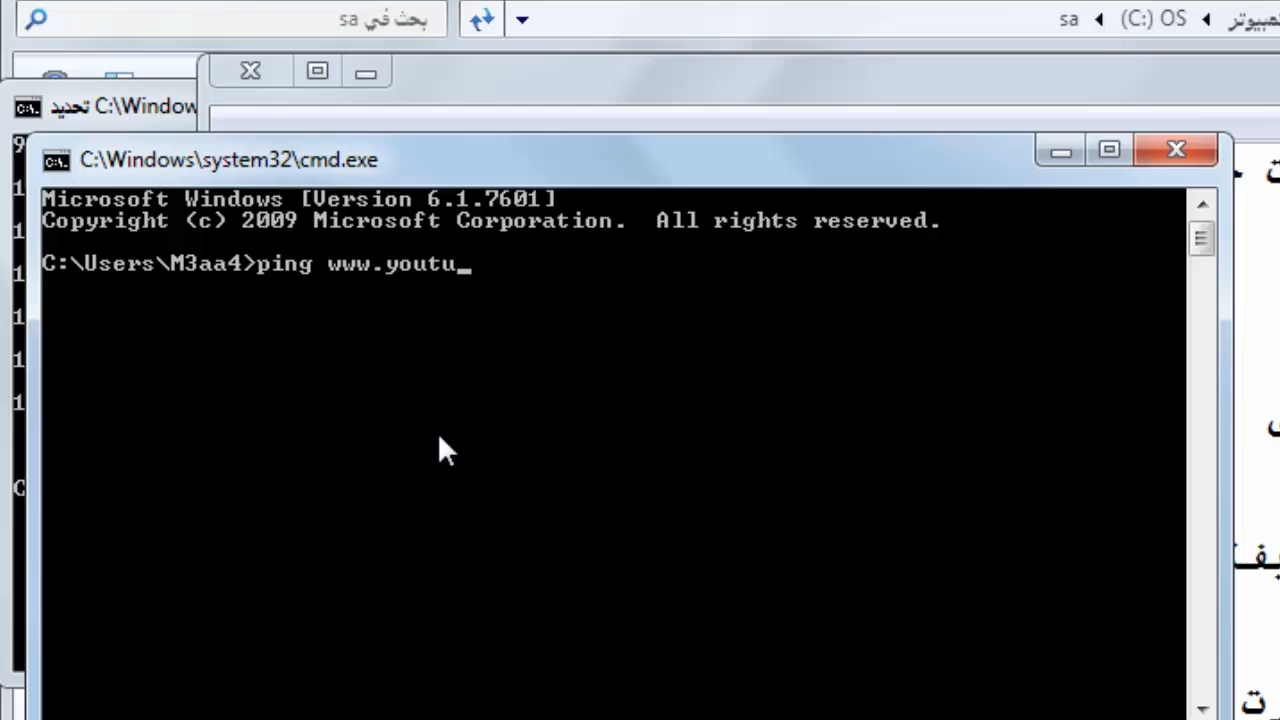 بحث في sa
sa ◀ (C:) OS ◀
تحديد C:\Window
C:\Windows\system32\cmd.exe
Microsoft Windows [Version 6.1.7601]
Copyright (c) 2009 Microsoft Corporation.  All rights reserved.
C:\Users\M3aa4>ping www.youtu_